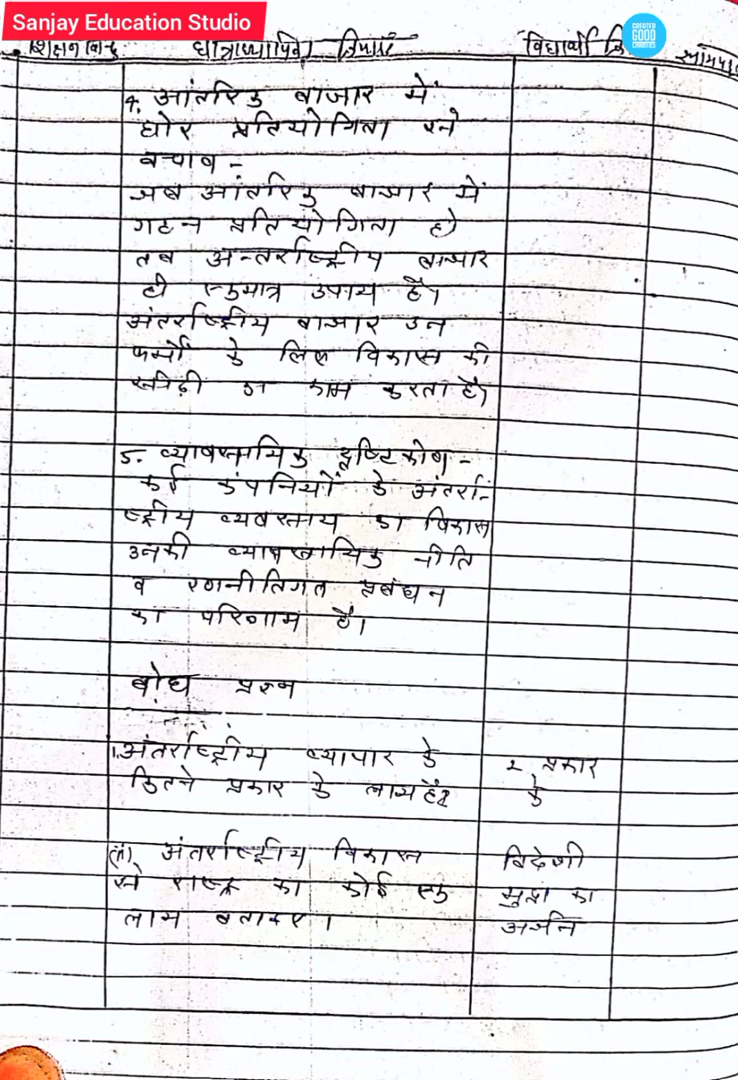 Sanjay Education Studio
CREATED
GOOD
शिक्षण बिन्दु छात्राध्यापिका क्रियाएँ विद्यार्थी
4. आंतरिक बाजार में
घोर प्रतियोगिता से
बचाव -
जब आंतरिक बाजार में
गहन प्रतियोगिता हो
तब अन्तर्राष्ट्रीय बाजार
ही एकमात्र उपाय है।
अंतर्राष्ट्रीय बाजार उन
फर्मों के लिए विकास की
सीढ़ी का काम करता है।
5. व्यावसायिक दृष्टिकोण -
कई कंपनियों के अंतर्रा-
ष्ट्रीय व्यवसाय का विकास
उनकी व्यावसायिक नीति
व रणनीतिगत प्रबंधन
का परिणाम है।
बोध प्रश्न
1. अंतर्राष्ट्रीय व्यापार के 2 प्रकार
कितने प्रकार के लाभ हैं? के
अंतर्राष्ट्रीय विकास विदेशी
से राष्ट्र का कोई एक मुद्रा का
लाभ बताइए। अर्जन